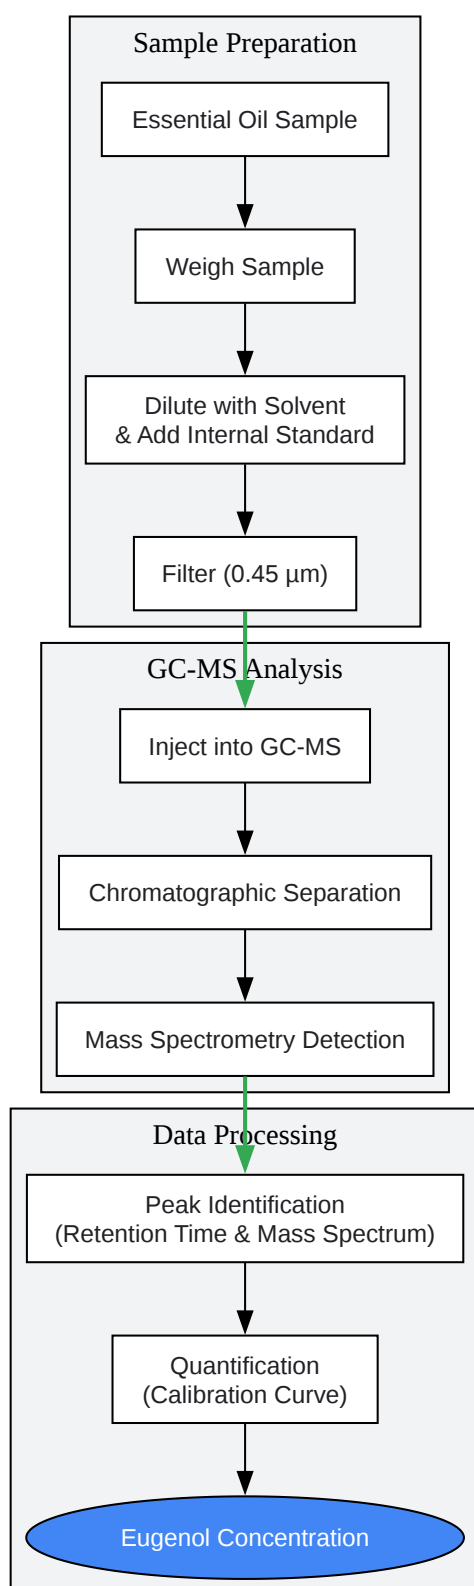 Sample Preparation
Essential Oil Sample
Weigh Sample
Dilute with Solvent
& Add Internal Standard
Filter (0.45 µm)
GC-MS Analysis
Inject into GC-MS
Chromatographic Separation
Mass Spectrometry Detection
Data Processing
Peak Identification
(Retention Time & Mass Spectrum)
Quantification
(Calibration Curve)
Eugenol Concentration